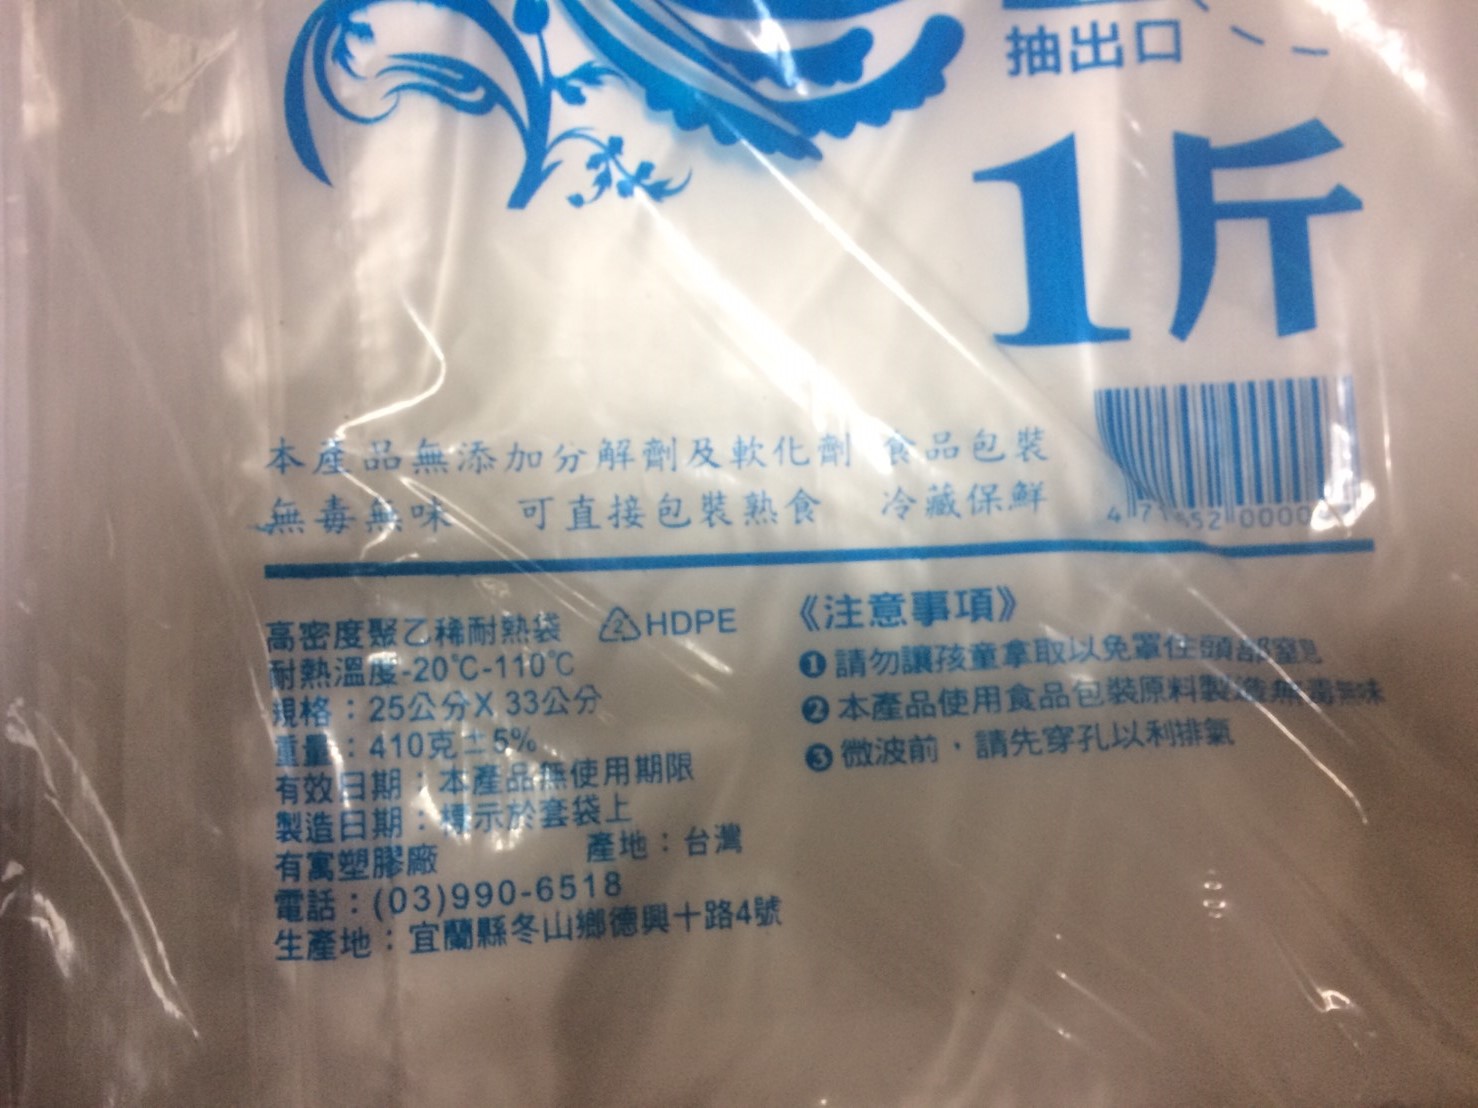 抽出口
1斤
本產品無添加分解劑及軟化劑 食品包裝
無毒無味 可直接包裝熟食 冷藏保鮮
高密度聚乙稀耐熱袋 2 HDPE
耐熱溫度-20℃-110℃
規格：25公分X 33公分
重量：410克±5%
有效日期：本產品無使用期限
製造日期：標示於套袋上
有富塑膠廠 產地：台灣
電話：(03)990-6518
生產地：宜蘭縣冬山鄉德興十路4號
《注意事項》
❶ 請勿讓孩童拿取以免罩住頭部窒息
❷ 本產品使用食品包裝原料製造無毒無味
❸ 微波前，請先穿孔以利排氣